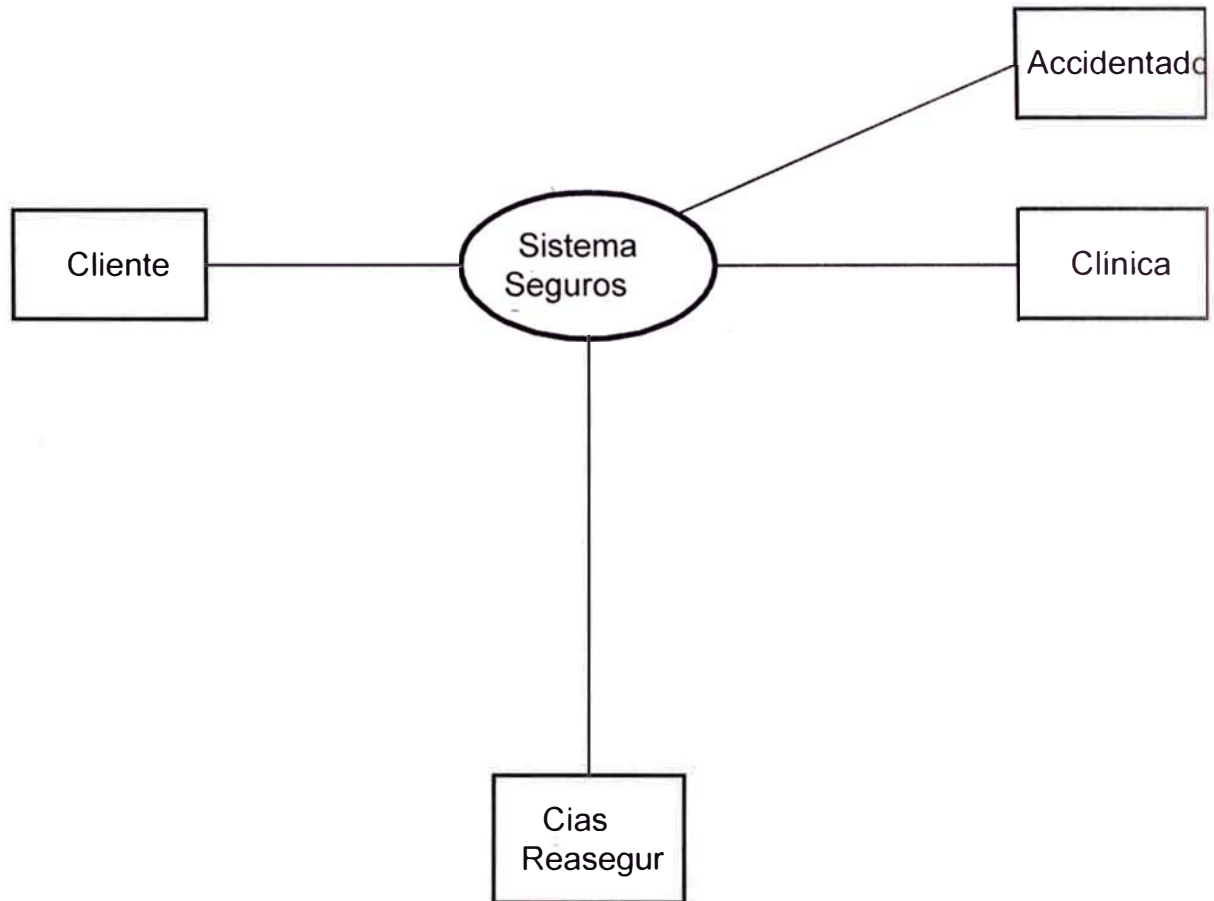 Accidentado
Cliente
Sistema
Seguros
Clínica
Cias
Reasegur